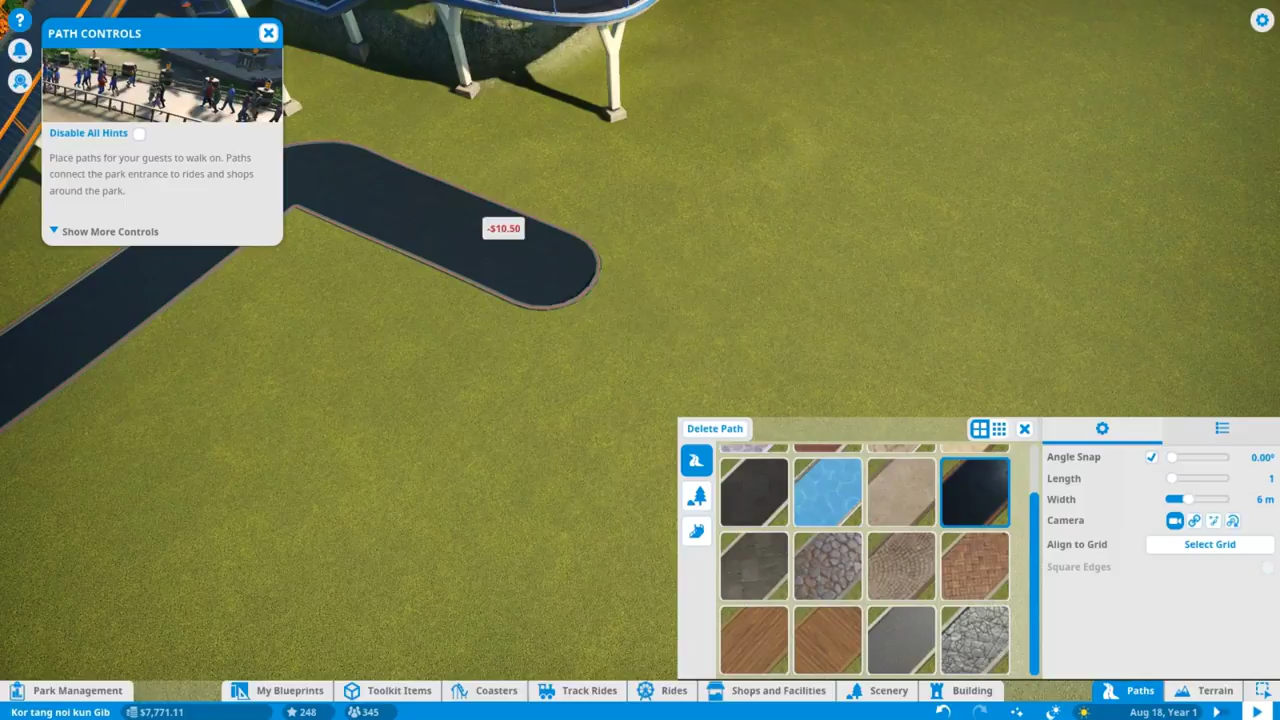 ?
PATH CONTROLS
Disable All Hints
Place paths for your guests to walk on. Paths
connect the park entrance to rides and shops
around the park.
Show More Controls
-$10.50
Delete Path
Angle Snap 0.00°
Length 1
Width 6 m
Camera
Align to Grid Select Grid
Square Edges
Park Management My Blueprints Toolkit Items Coasters Track Rides Rides Shops and Facilities Scenery Building Paths Terrain
Kor tang noi kun Gib $7,771.11 248 345 Aug 18, Year 1